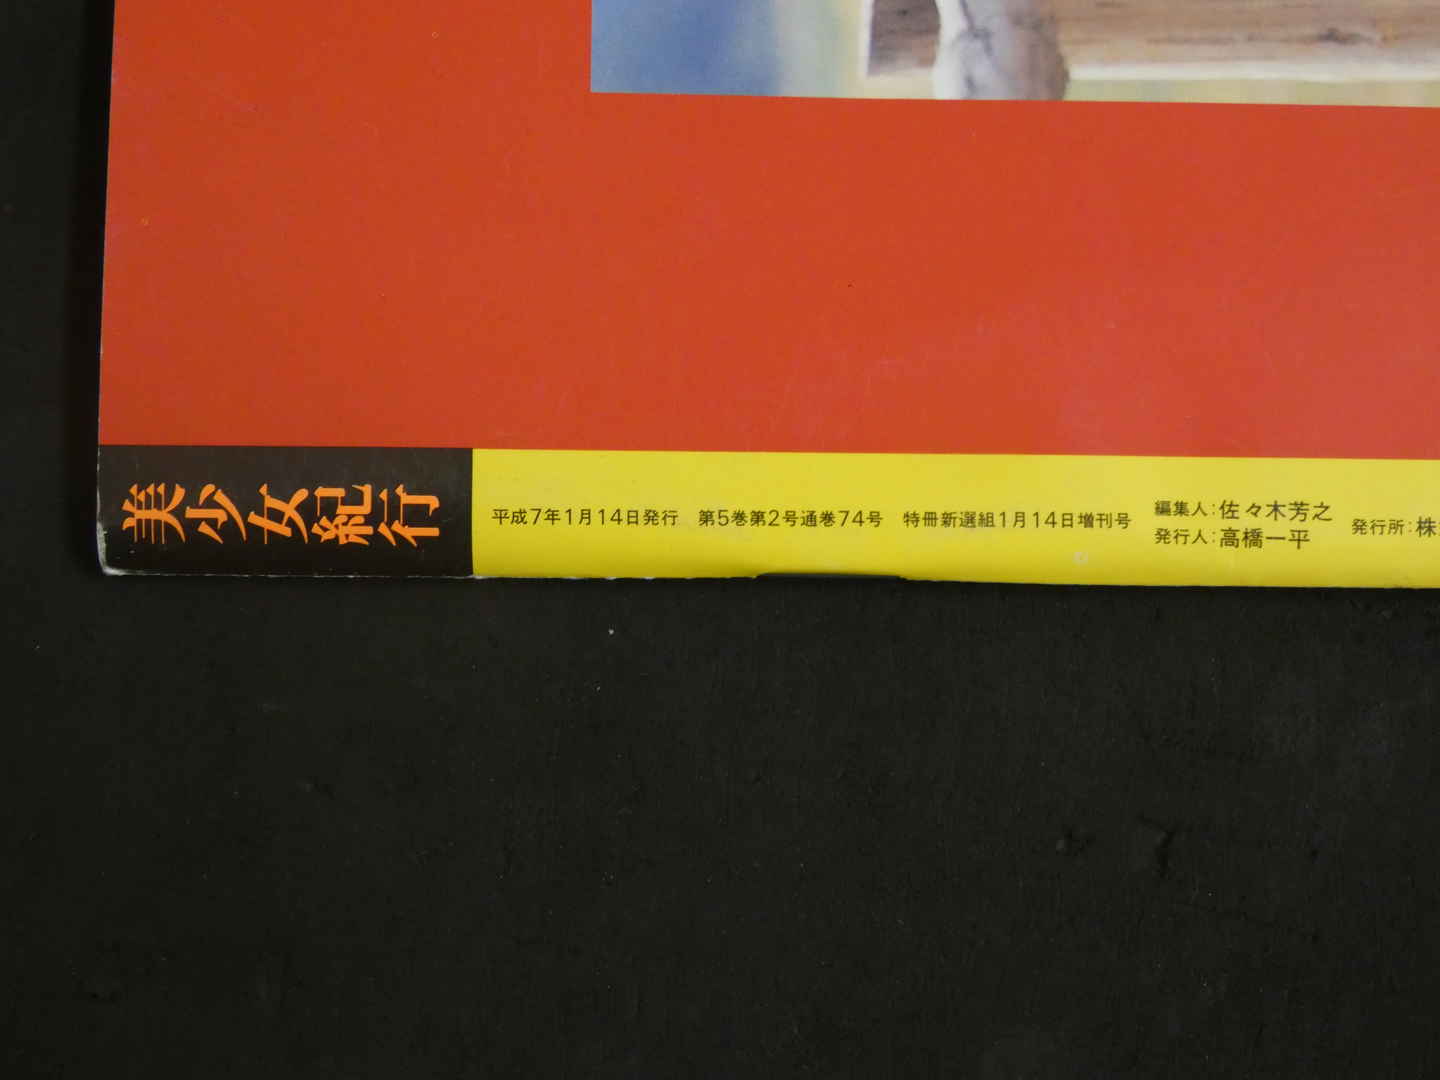 美少女紀行
平成7年1月14日発行 第5巻第2号通巻74号 特冊新選組1月14日増刊号
編集人:佐々木芳之
発行人:高橋一平
発行所:株